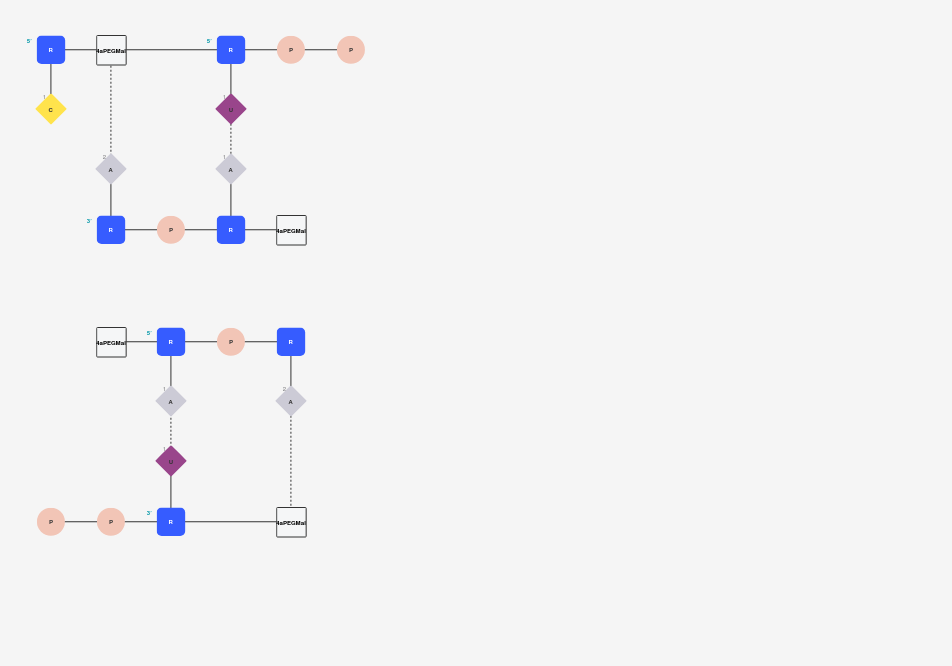 5' R 4aPEGMal 5' R P P
1 C 1 U
2 A 1 A
3' R P R 4aPEGMal
4aPEGMal 5' R P R
1 A 2 A
1 U
P P 3' R 4aPEGMal